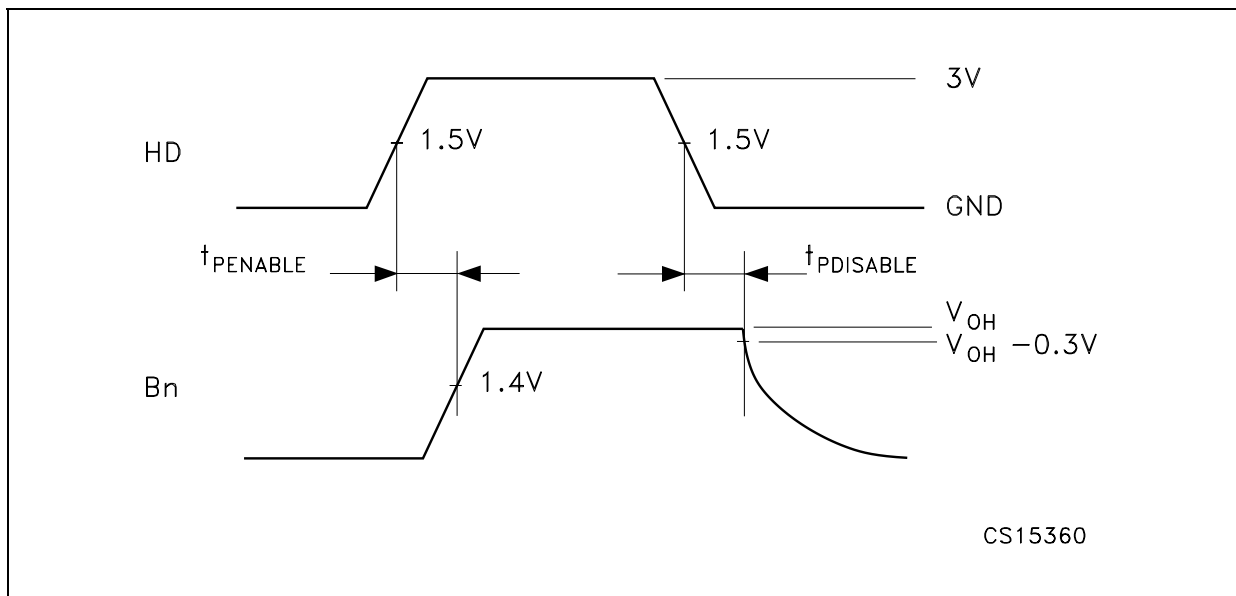 3V
HD
1.5V
1.5V
GND
tPENABLE
tPDISABLE
VOH
VOH -0.3V
Bn
1.4V
CS15360